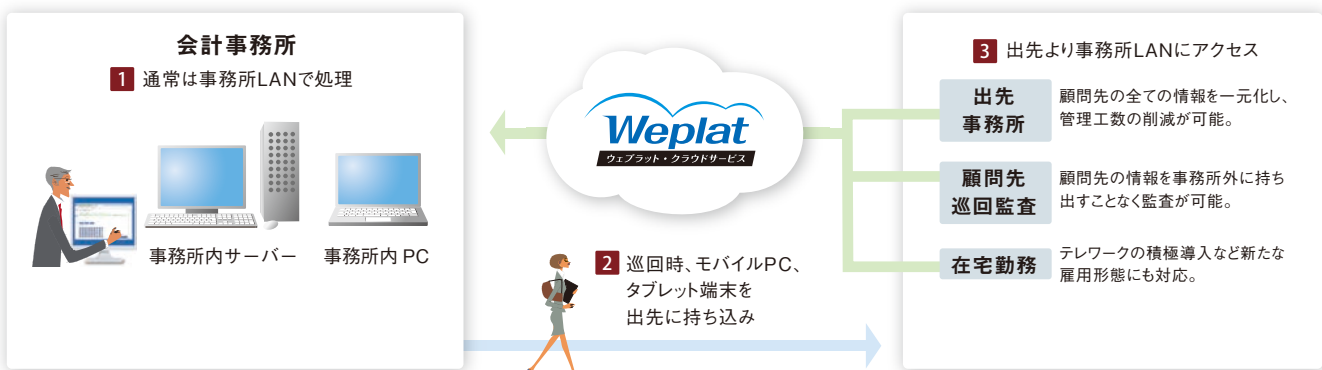 会計事務所
1 通常は事務所LANで処理
事務所内サーバー
事務所内 PC
Weplat
ウェプラット・クラウドサービス
2 巡回時、モバイルPC、
タブレット端末を
出先に持ち込み
3 出先より事務所LANにアクセス
出先
事務所
顧問先の全ての情報を一元化し、
管理工数の削減が可能。
顧問先
巡回監査
顧問先の情報を事務所外に持ち
出すことなく監査が可能。
在宅勤務
テレワークの積極導入など新たな
雇用形態にも対応。